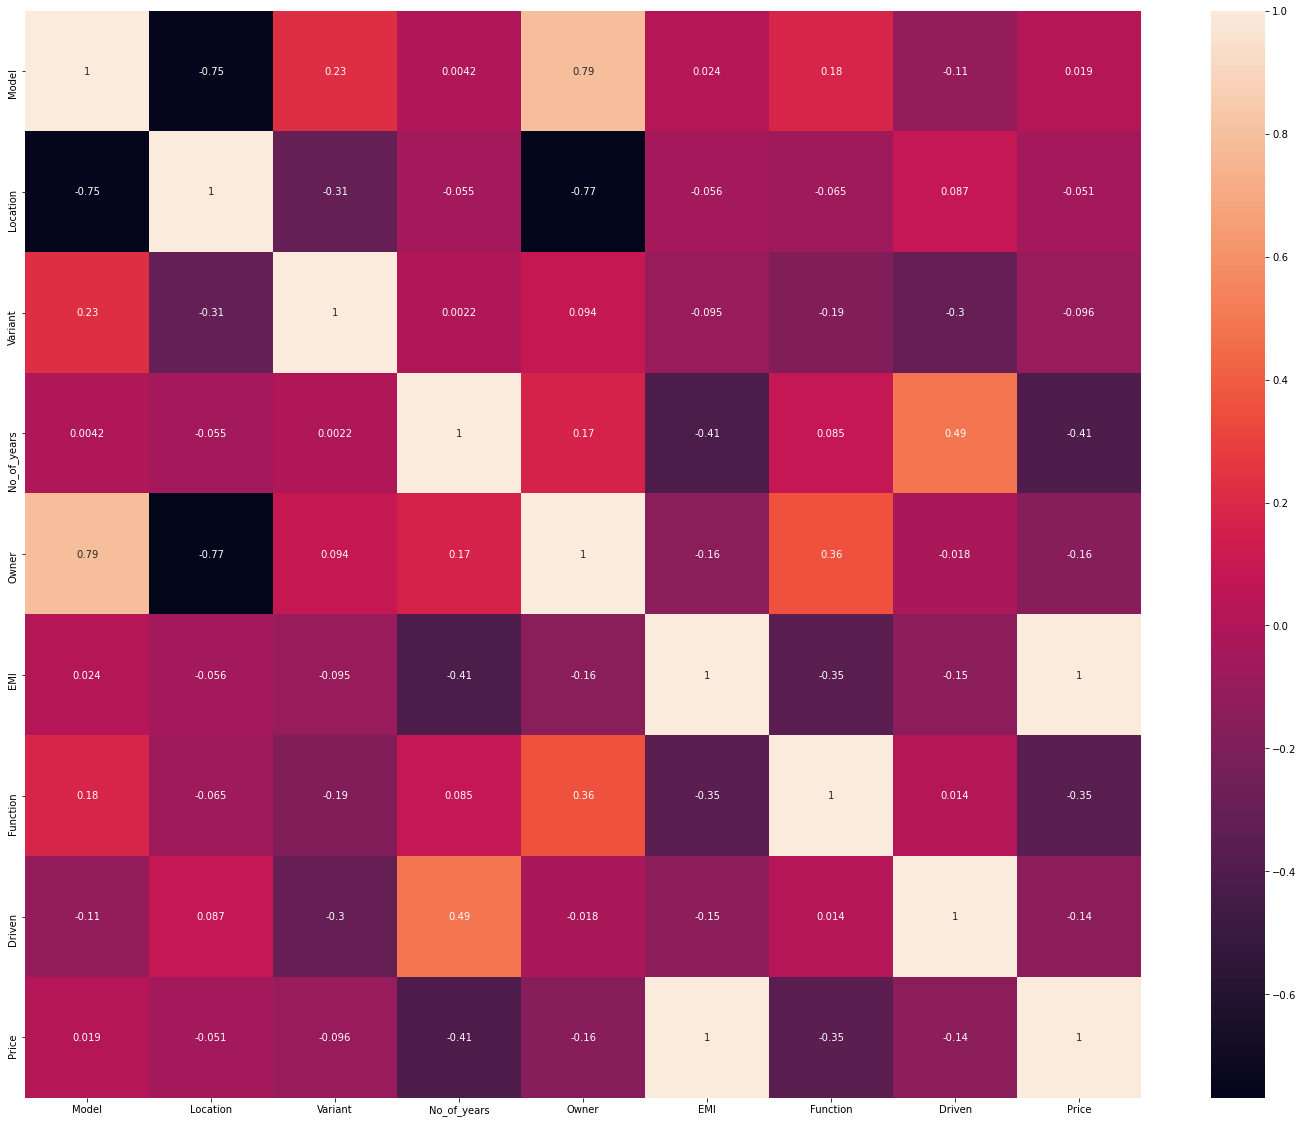 Model 1 -0.75 0.23 0.0042 0.79 0.024 0.18 -0.11 0.019
Location -0.75 1 -0.31 -0.055 -0.77 -0.056 -0.065 0.087 -0.051
Variant 0.23 -0.31 1 0.0022 0.094 -0.095 -0.19 -0.3 -0.096
No_of_years 0.0042 -0.055 0.0022 1 0.17 -0.41 0.085 0.49 -0.41
Owner 0.79 -0.77 0.094 0.17 1 -0.16 0.36 -0.018 -0.16
EMI 0.024 -0.056 -0.095 -0.41 -0.16 1 -0.35 -0.15 1
Function 0.18 -0.065 -0.19 0.085 0.36 -0.35 1 0.014 -0.35
Driven -0.11 0.087 -0.3 0.49 -0.018 -0.15 0.014 1 -0.14
Price 0.019 -0.051 -0.096 -0.41 -0.16 1 -0.35 -0.14 1
Model Location Variant No_of_years Owner EMI Function Driven Price
1.0
0.8
0.6
0.4
0.2
0.0
−0.2
−0.4
−0.6